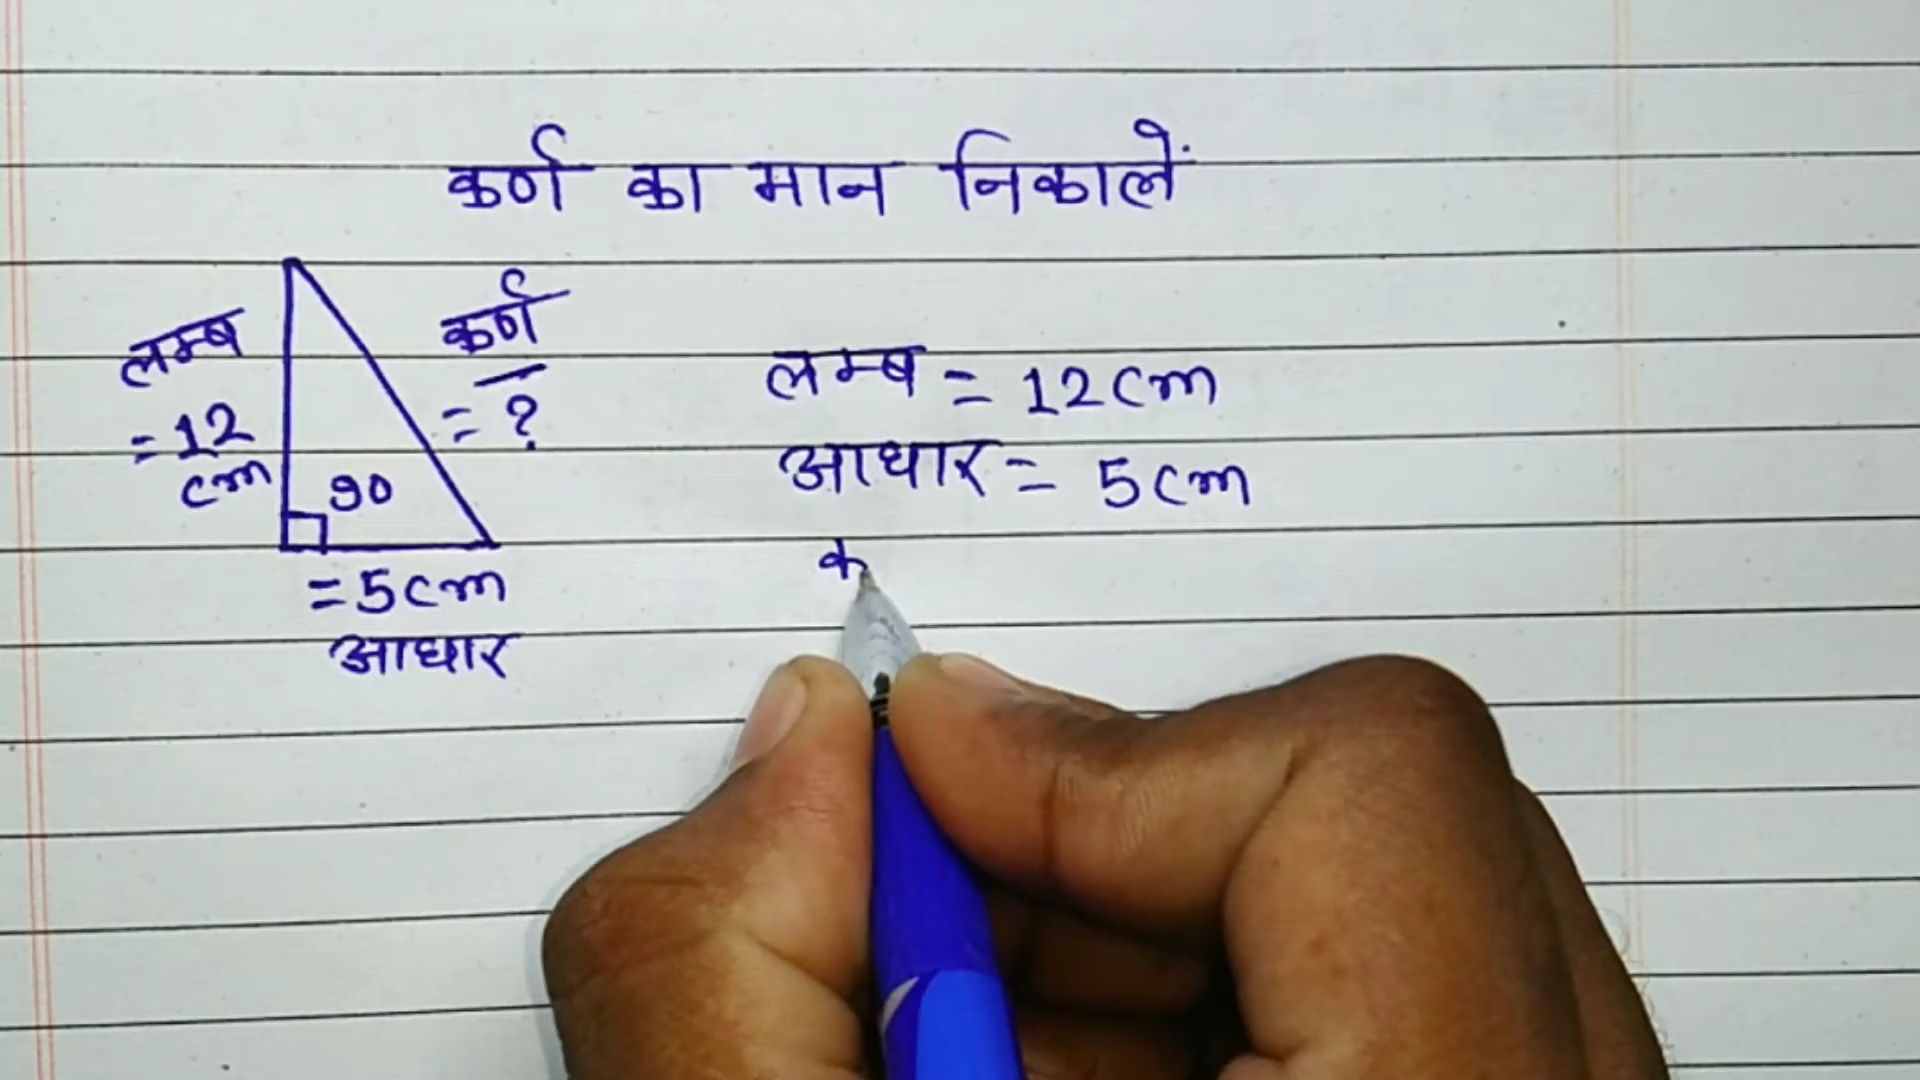 कर्ण का मान निकालें
लम्ब
= 12
cm
कर्ण
= ?
90
= 5cm
आधार
लम्ब = 12cm
आधार = 5cm
क